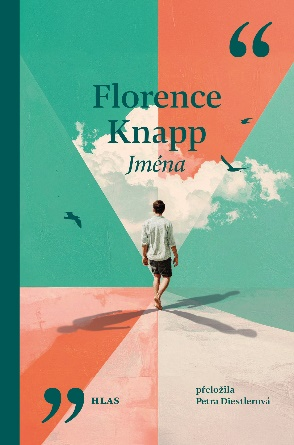 “
Florence
Knapp
Jména
” HLAS
přeložila
Petra Diestlerová